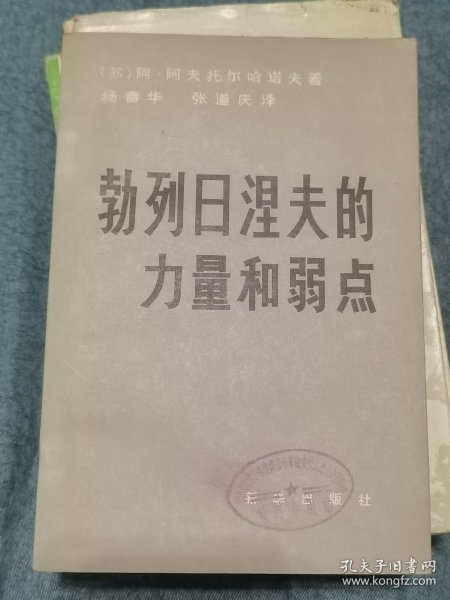 (苏)阿·阿夫托尔哈诺夫著
杨春华 张道庆译
勃列日涅夫的
力量和弱点
新华出版社
孔夫子旧书网
www.kongfz.com